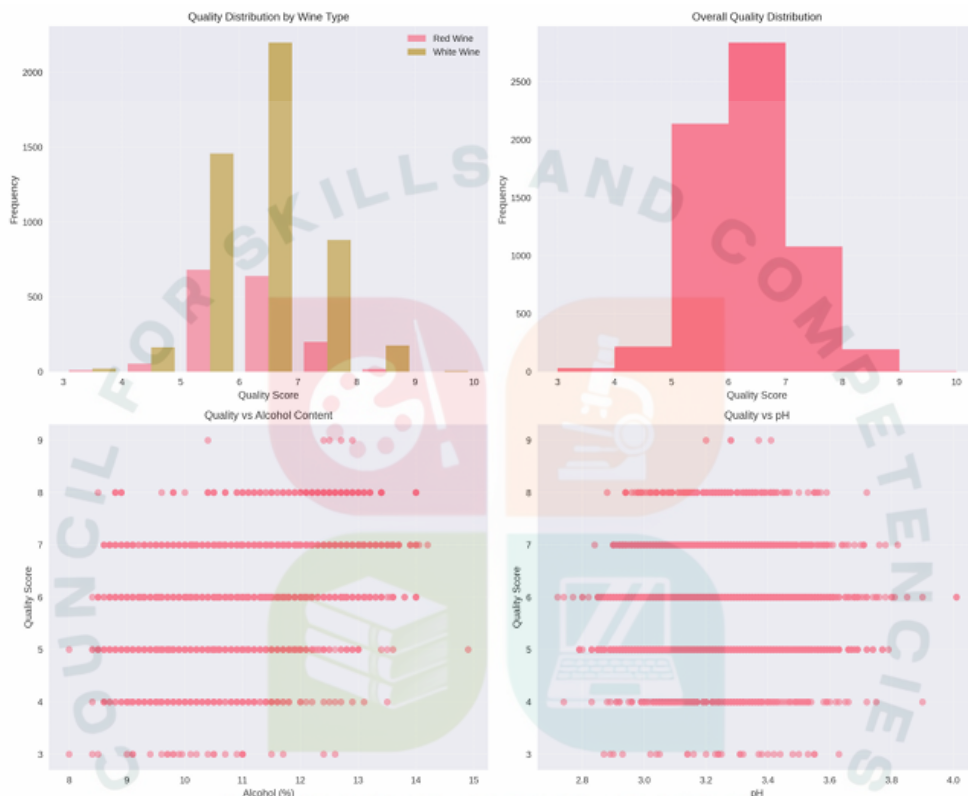 Quality Distribution by Wine Type
Red Wine
White Wine
Frequency
2000
1500
1000
500
0
3 4 5 6 7 8 9 10
Quality Score
Overall Quality Distribution
Frequency
2500
2000
1500
1000
500
0
3 4 5 6 7 8 9 10
Quality Score
Quality vs Alcohol Content
Quality Score
9
8
7
6
5
4
3
8 9 10 11 12 13 14 15
Alcohol (%)
Quality vs pH
Quality Score
9
8
7
6
5
4
3
2.8 3.0 3.2 3.4 3.6 3.8 4.0
pH
COUNCIL FOR SKILLS AND COMPETENCIES